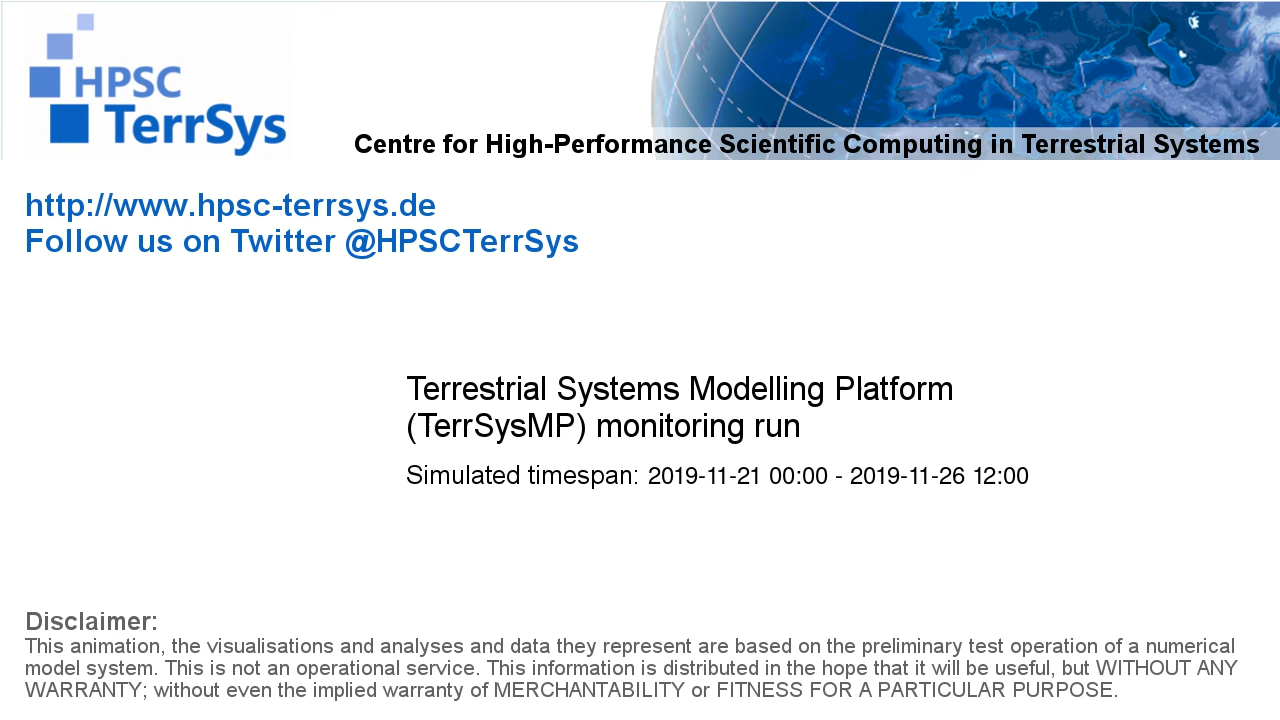 HPSC
TerrSys
Centre for High-Performance Scientific Computing in Terrestrial Systems
http://www.hpsc-terrsys.de
Follow us on Twitter @HPSCTerrSys
Terrestrial Systems Modelling Platform
(TerrSysMP) monitoring run
Simulated timespan: 2019-11-21 00:00 - 2019-11-26 12:00
Disclaimer:
This animation, the visualisations and analyses and data they represent are based on the preliminary test operation of a numerical
model system. This is not an operational service. This information is distributed in the hope that it will be useful, but WITHOUT ANY
WARRANTY; without even the implied warranty of MERCHANTABILITY or FITNESS FOR A PARTICULAR PURPOSE.